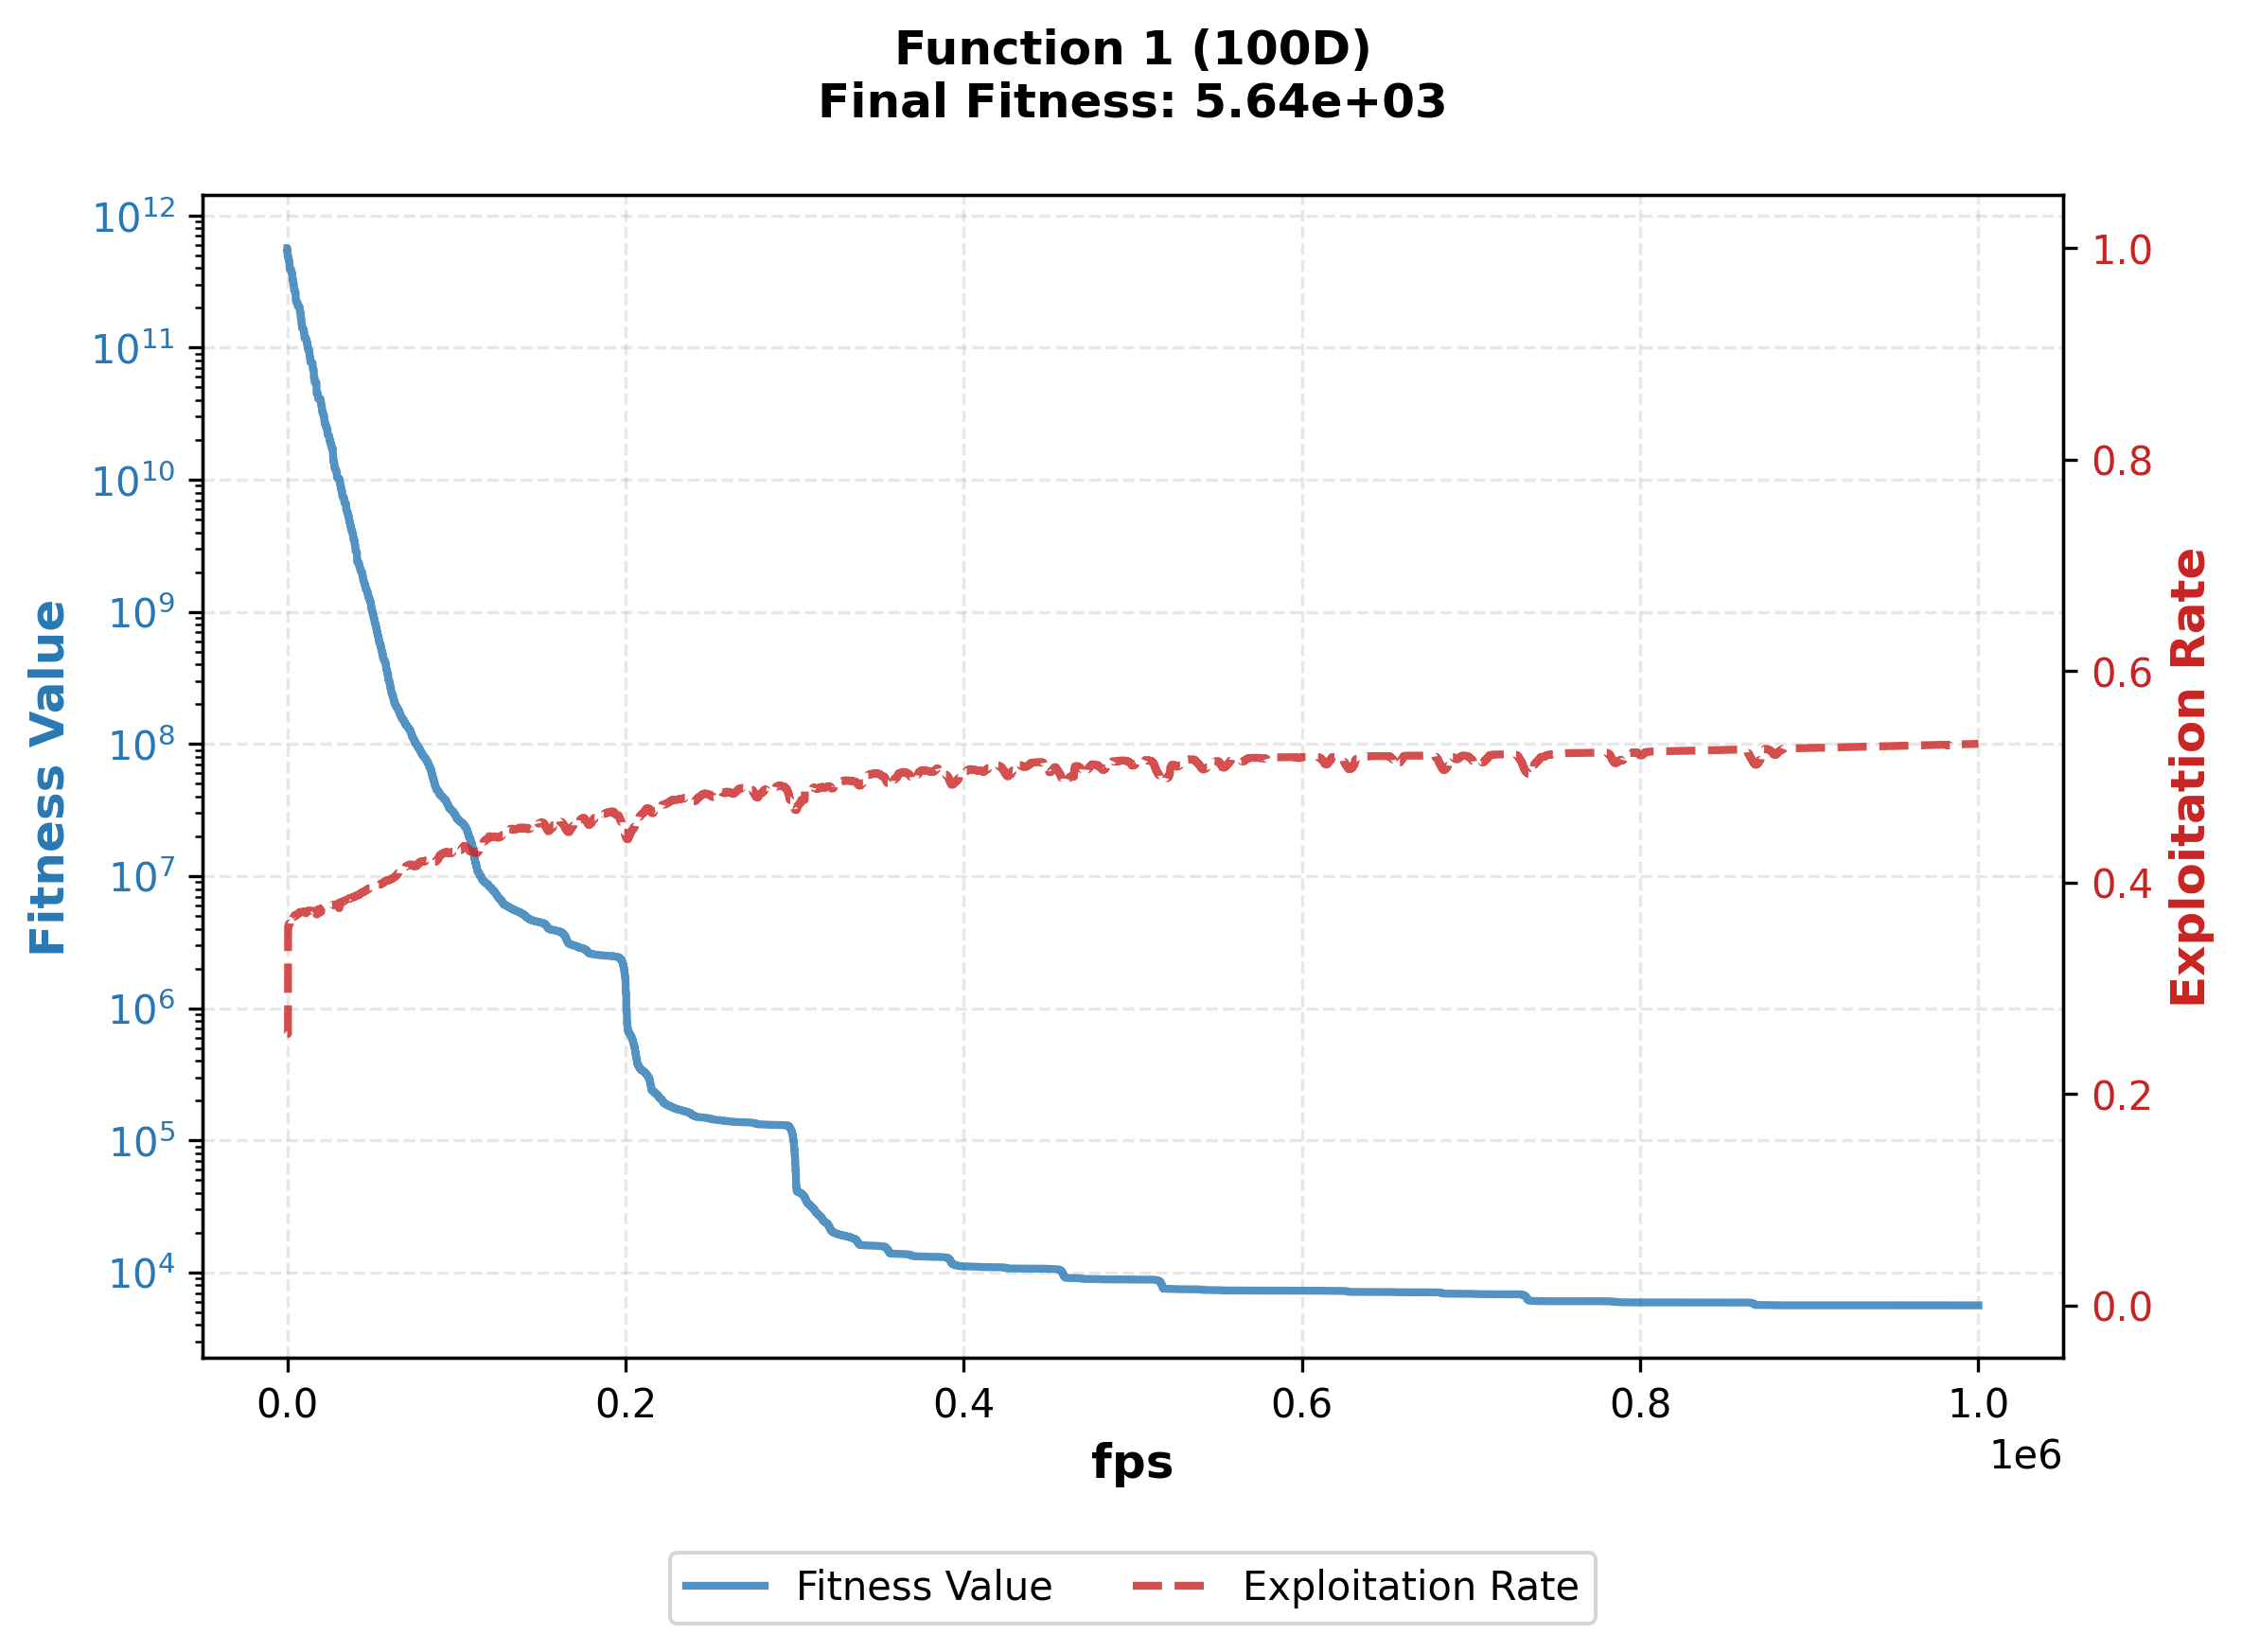 Function 1 (100D)
Final Fitness: 5.64e+03
Fitness Value
10^12
10^11
10^10
10^9
10^8
10^7
10^6
10^5
10^4
1.0
0.8
0.6
0.4
0.2
0.0
Exploitation Rate
0.0 0.2 0.4 0.6 0.8 1.0
1e6
fps
Fitness Value Exploitation Rate